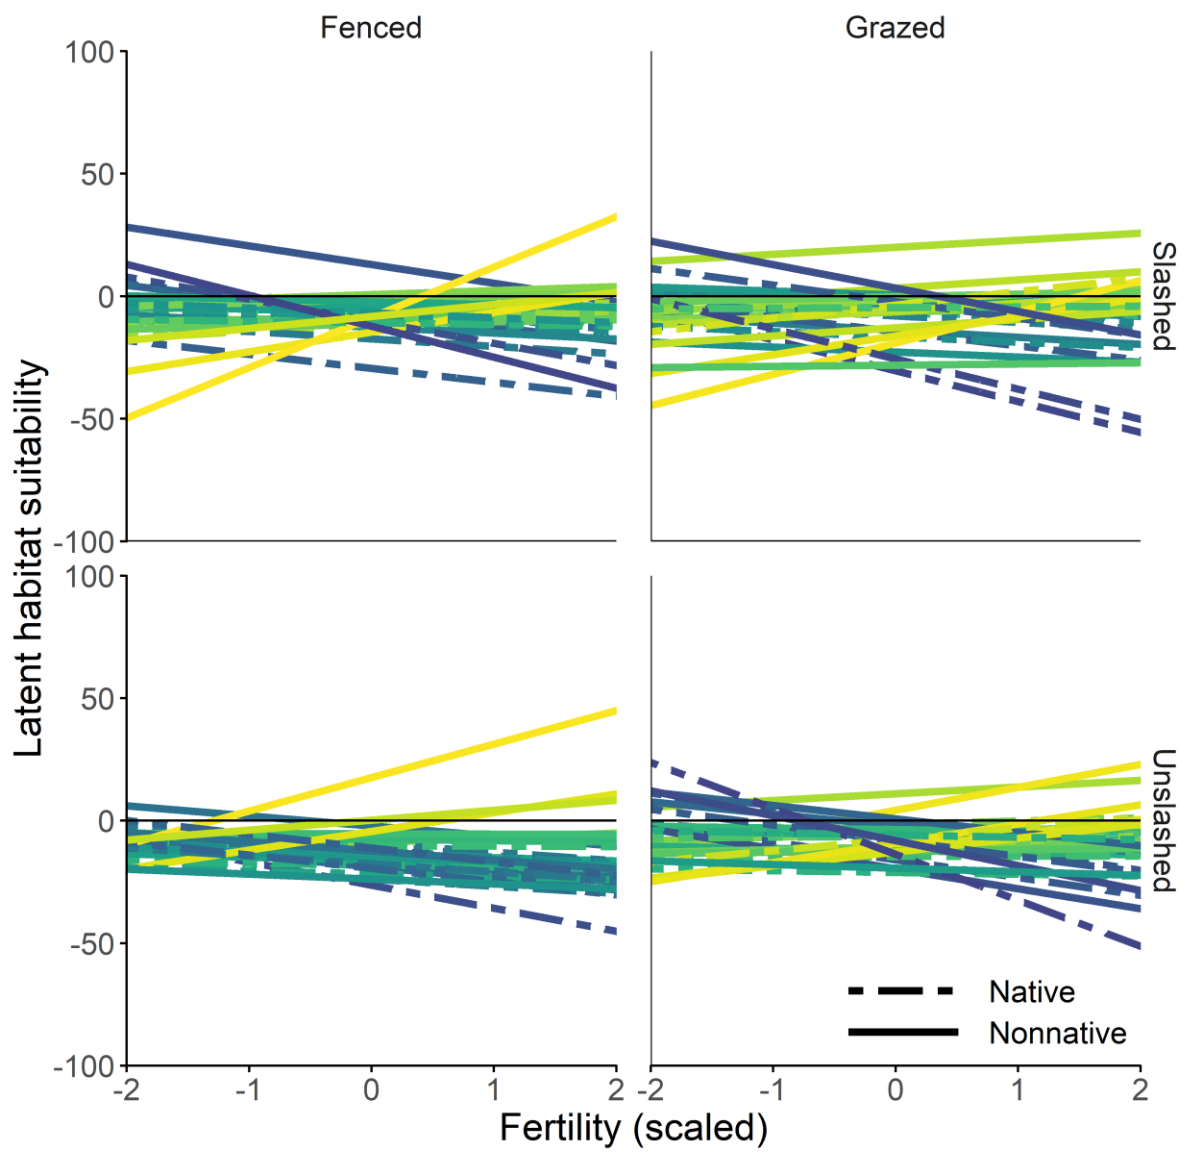 Fenced
Grazed
100
50
0
-50
-100
Slashed
100
50
0
-50
-100
Unslashed
Latent habitat suitability
Native
Nonnative
-2 -1 0 1 2
-2 -1 0 1 2
Fertility (scaled)